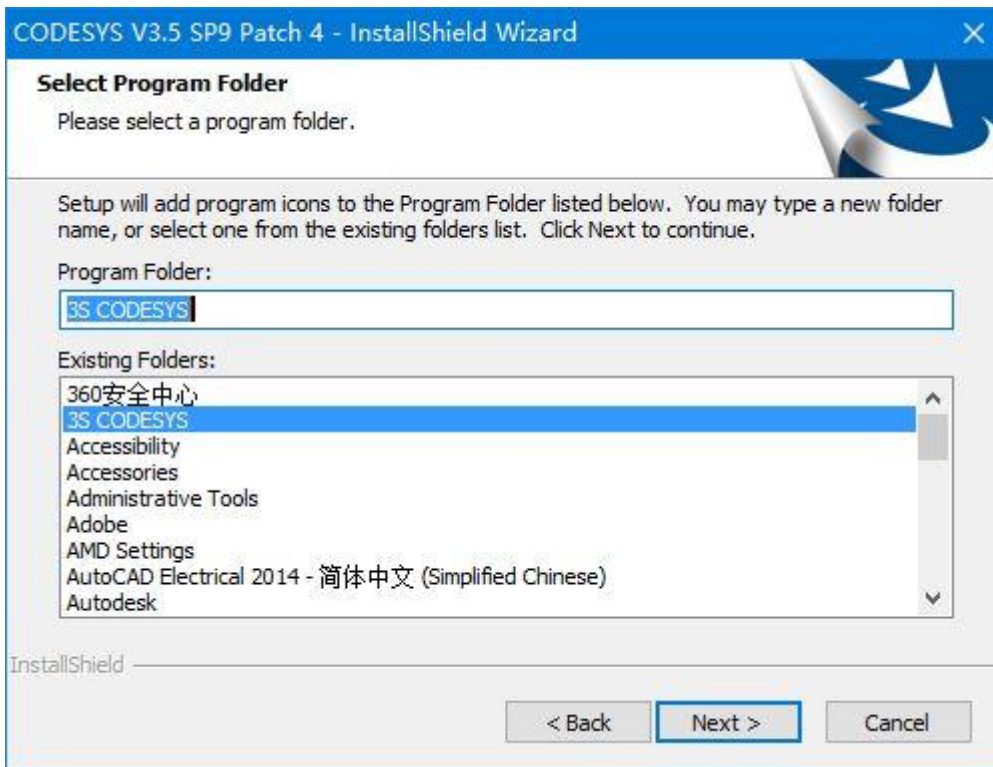 CODESYS V3.5 SP9 Patch 4 - InstallShield Wizard
Select Program Folder
Please select a program folder.
Setup will add program icons to the Program Folder listed below.  You may type a new folder
name, or select one from the existing folders list.  Click Next to continue.
Program Folder:
3S CODESYS
Existing Folders:
360安全中心
3S CODESYS
Accessibility
Accessories
Administrative Tools
Adobe
AMD Settings
AutoCAD Electrical 2014 - 简体中文 (Simplified Chinese)
Autodesk
InstallShield
< Back Next > Cancel